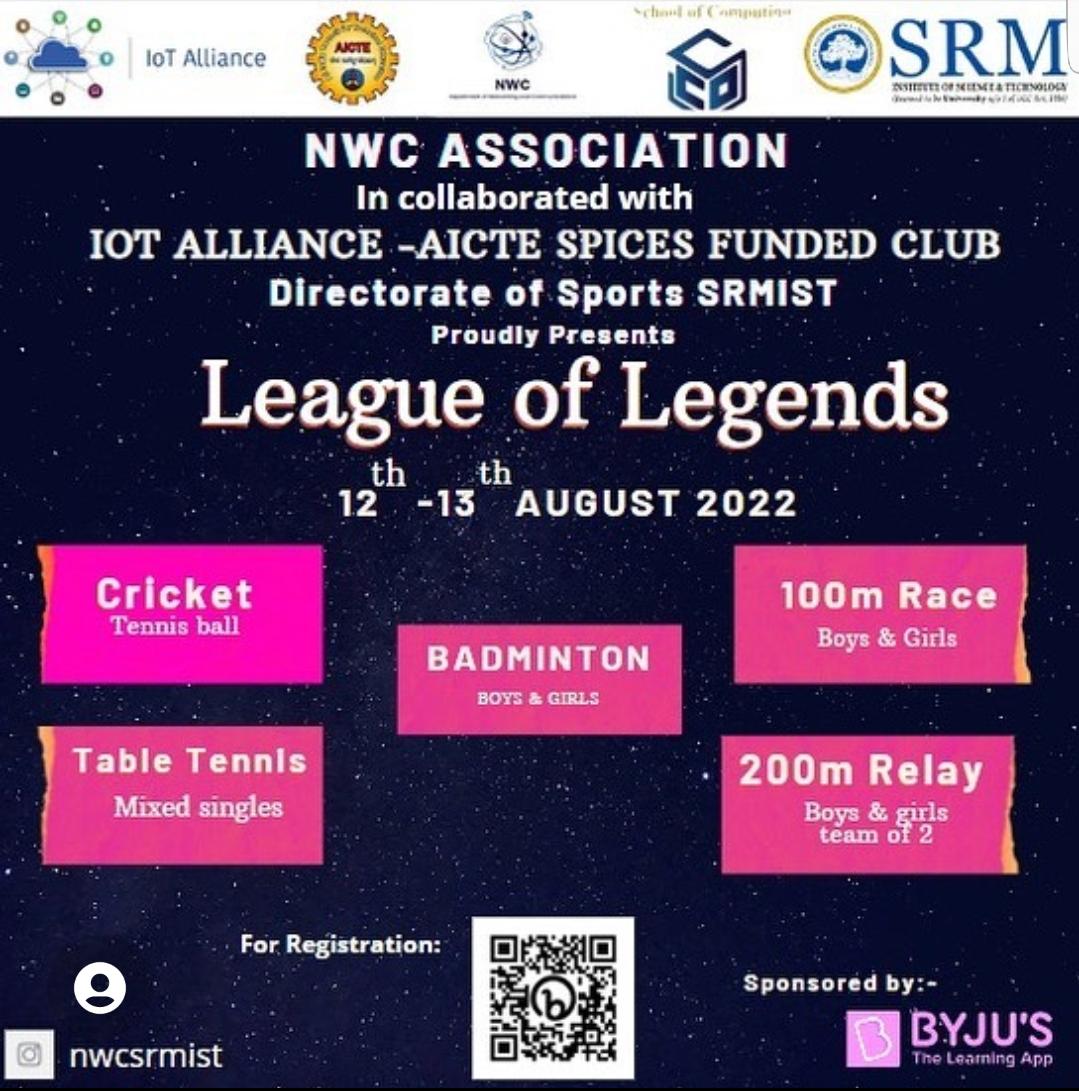 School of Computing
IoT Alliance
AICTE
NWC
SRM
INSTITUTE OF SCIENCE & TECHNOLOGY
NWC ASSOCIATION
In collaborated with
IOT ALLIANCE -AICTE SPICES FUNDED CLUB
Directorate of Sports SRMIST
Proudly Presents
League of Legends
12th -13th AUGUST 2022
Cricket
Tennis ball
100m Race
Boys & Girls
BADMINTON
BOYS & GIRLS
Table Tennis
Mixed singles
200m Relay
Boys & girls
team of 2
For Registration:
Sponsored by:-
BYJU'S
The Learning App
nwcsrmist